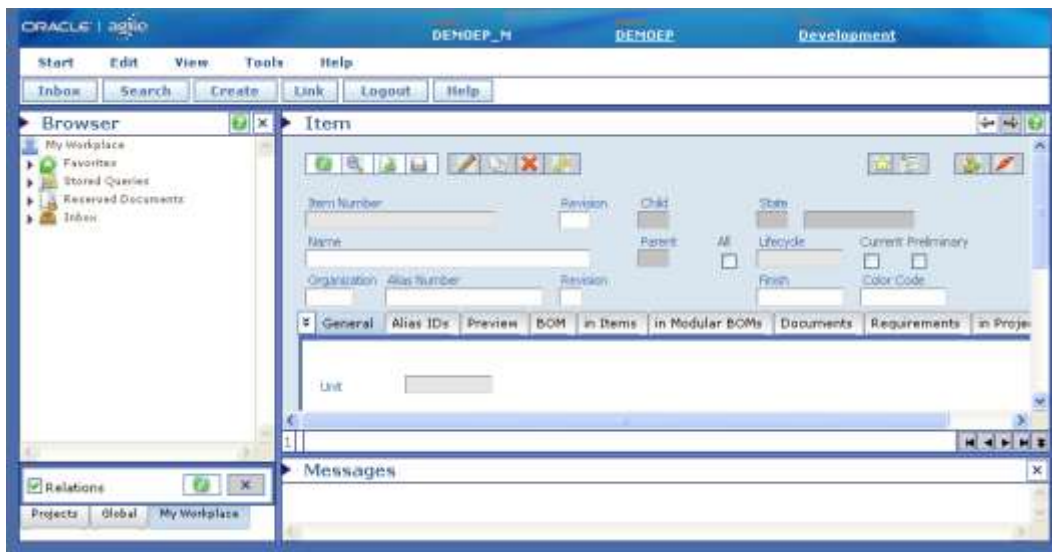 ORACLE | agile
DEMOEP_M DEMOEP Development
Start Edit View Tools Help
Inbox Search Create Link Logout Help
Browser
My Workplace
Favorites
Stored Queries
Reserved Documents
Inbox
Item
Item Number Revision Child State
Name Parent All Lifecycle Current Preliminary
Organization Alias Number Revision Finish Color Code
General Alias IDs Preview BOM in Items in Modular BOMs Documents Requirements in Proje
Unit
1
Relations
Projects Global My Workplace
Messages